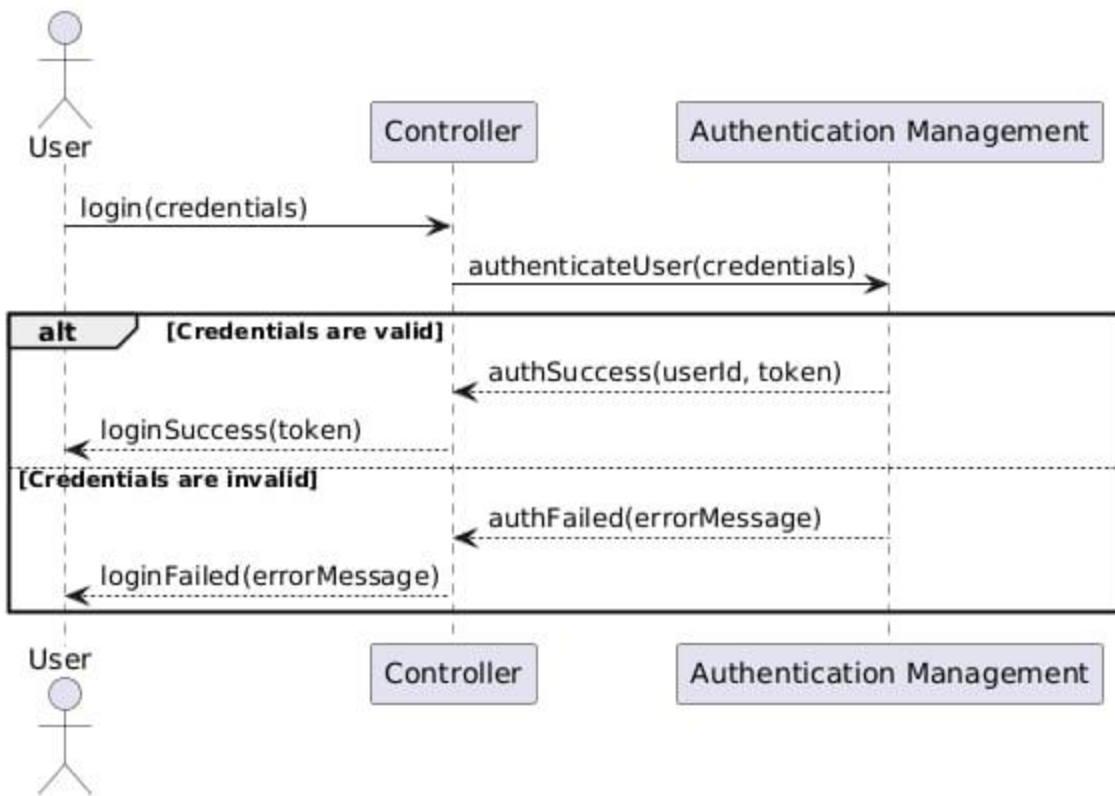 User
Controller
Authentication Management
login(credentials)
authenticateUser(credentials)
alt [Credentials are valid]
authSuccess(userId, token)
loginSuccess(token)
[Credentials are invalid]
authFailed(errorMessage)
loginFailed(errorMessage)
User
Controller
Authentication Management